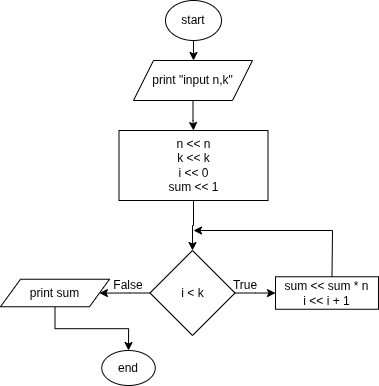 start
print "input n,k"
n << n
k << k
i << 0
sum << 1
False
True
print sum
i < k
sum << sum * n
i << i + 1
end